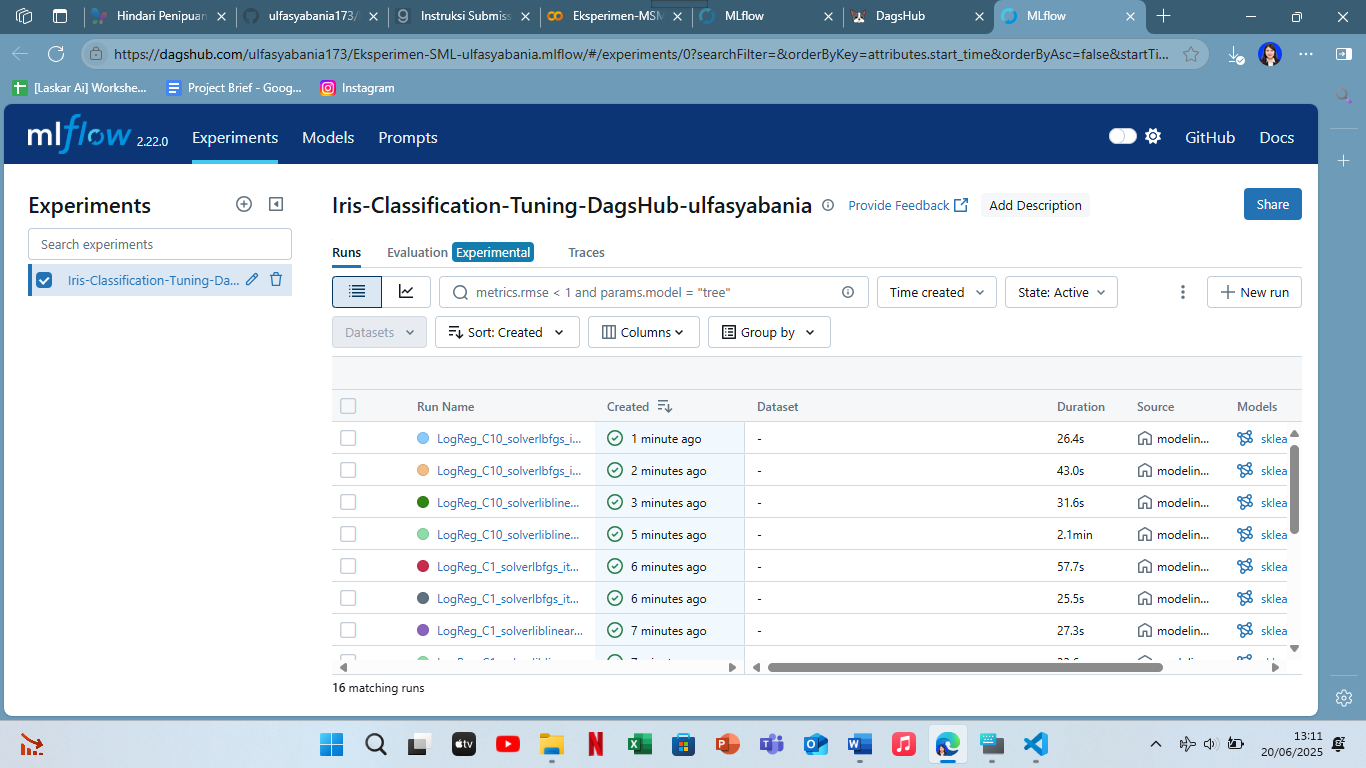 Hindari Penipuan
ulfasyabania173/
Instruksi Submiss
Eksperimen-MSM
MLflow
DagsHub
MLflow
https://dagshub.com/ulfasyabania173/Eksperimen-SML-ulfasyabania.mlflow/#/experiments/0?searchFilter=&orderByKey=attributes.start_time&orderByAsc=false&startTi...
[Laskar Ai] Workshe...
Project Brief - Goog...
Instagram
mlflow 2.22.0
Experiments
Models
Prompts
GitHub
Docs
Experiments
Search experiments
Iris-Classification-Tuning-Da...
Iris-Classification-Tuning-DagsHub-ulfasyabania
Provide Feedback
Add Description
Share
Runs
Evaluation Experimental
Traces
metrics.rmse < 1 and params.model = "tree"
Time created
State: Active
New run
Datasets
Sort: Created
Columns
Group by
Run Name Created Dataset Duration Source Models
LogReg_C10_solverlbfgs_i... 1 minute ago - 26.4s modelin... sklea
LogReg_C10_solverlbfgs_i... 2 minutes ago - 43.0s modelin... sklea
LogReg_C10_solverlibline... 3 minutes ago - 31.6s modelin... sklea
LogReg_C10_solverlibline... 5 minutes ago - 2.1min modelin... sklea
LogReg_C1_solverlbfgs_it... 6 minutes ago - 57.7s modelin... sklea
LogReg_C1_solverlbfgs_it... 6 minutes ago - 25.5s modelin... sklea
LogReg_C1_solverliblinear... 7 minutes ago - 27.3s modelin... sklea
16 matching runs
13:11
20/06/2025